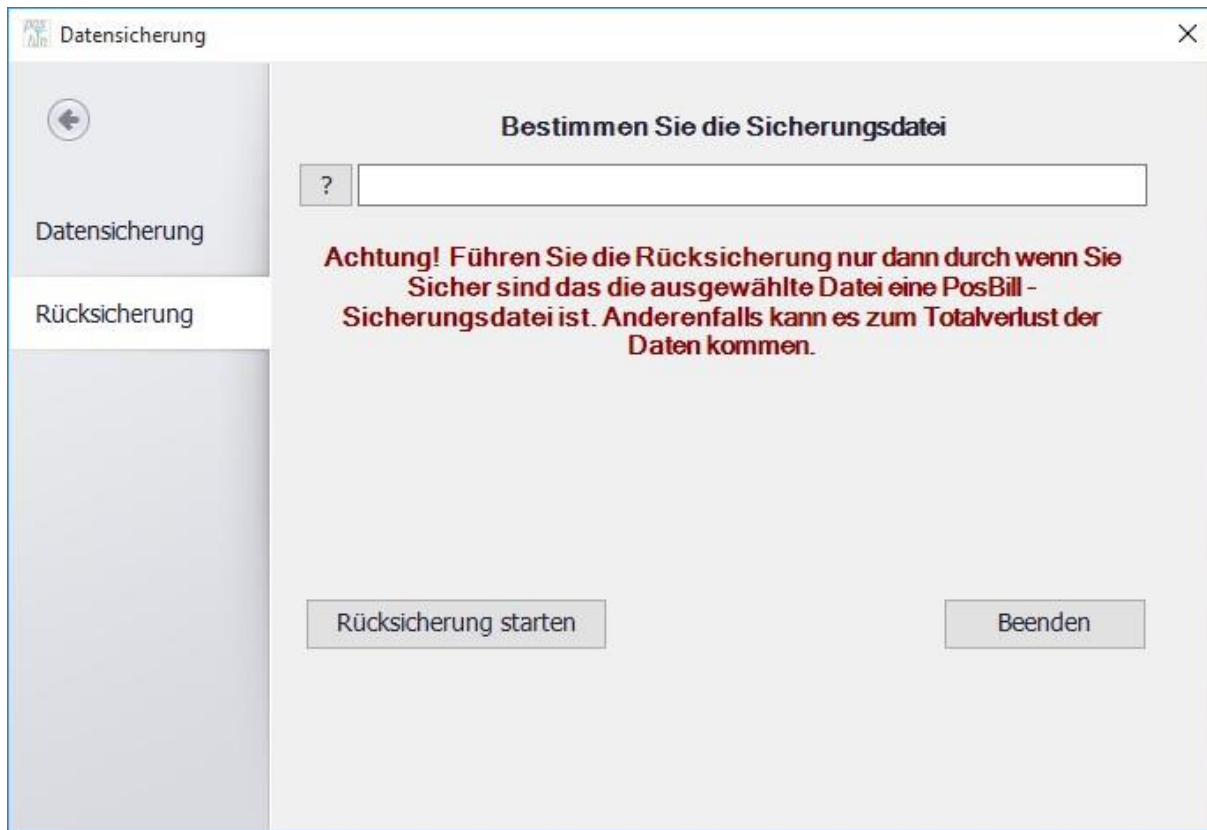 Datensicherung
Bestimmen Sie die Sicherungsdatei
?
Datensicherung
Rücksicherung
Achtung! Führen Sie die Rücksicherung nur dann durch wenn Sie
Sicher sind das die ausgewählte Datei eine PosBill -
Sicherungsdatei ist. Anderenfalls kann es zum Totalverlust der
Daten kommen.
Rücksicherung starten
Beenden